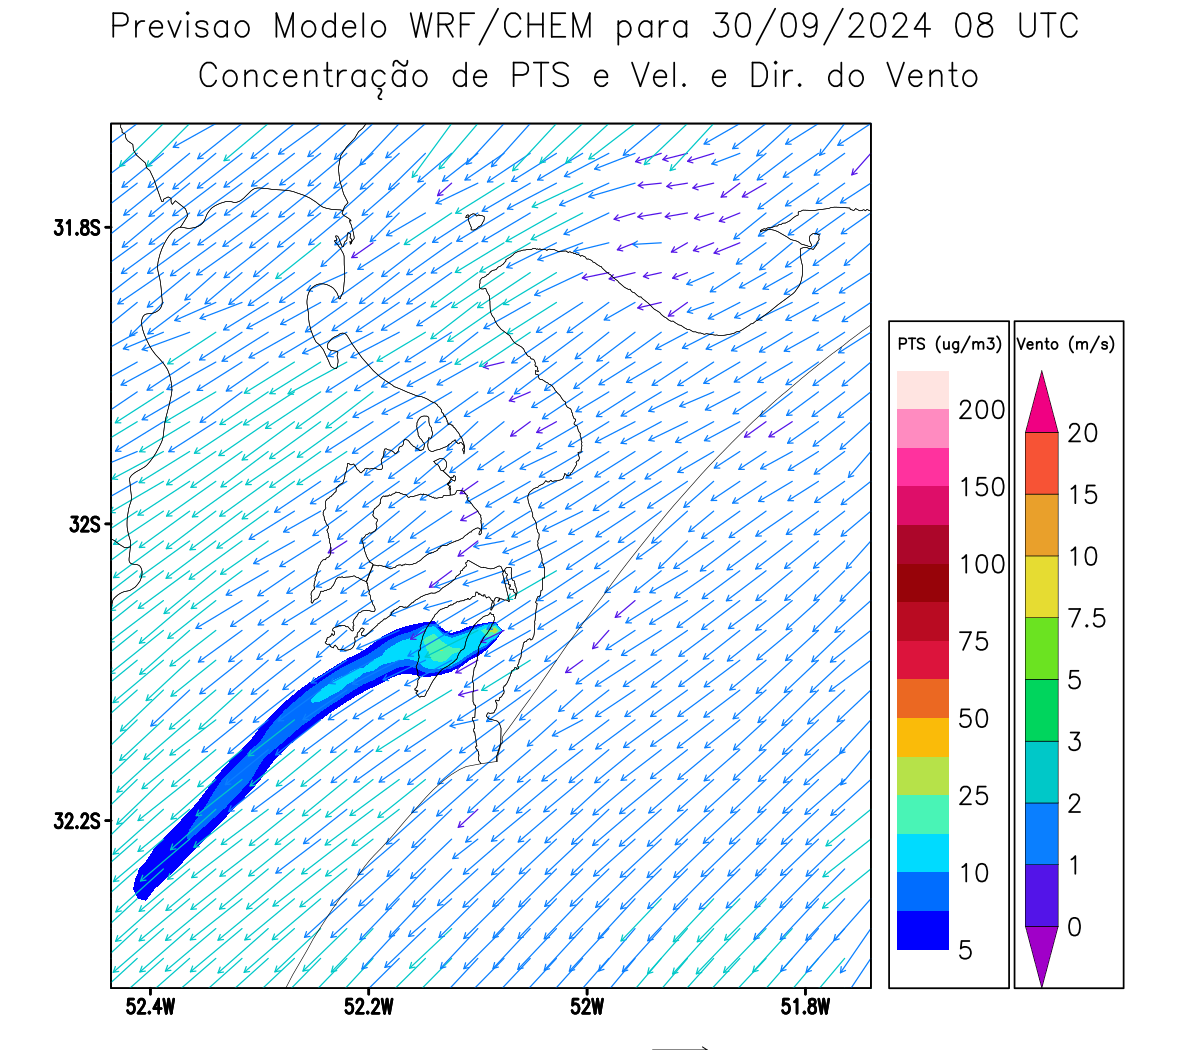 Previsao Modelo WRF/CHEM para 30/09/2024 08 UTC
Concentração de PTS e Vel. e Dir. do Vento
31.8S
32S
32.2S
52.4W
52.2W
52W
51.8W
PTS (ug/m3)
200
150
100
75
50
25
10
5
Vento (m/s)
20
15
10
7.5
5
3
2
1
0